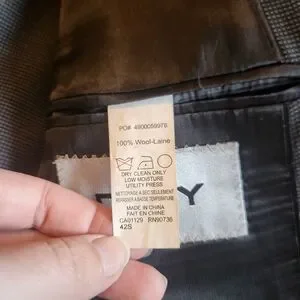 PO# 4800059978
100% Wool-Laine
DRY CLEAN ONLY
LOW MOISTURE
UTILITY PRESS
NETTOYAGE A SEC SEULEMENT
REPASSER A BASSE TEMPERATURE
MADE IN CHINA
FAIT EN CHINE
CA01129 RN90736
42S
Y